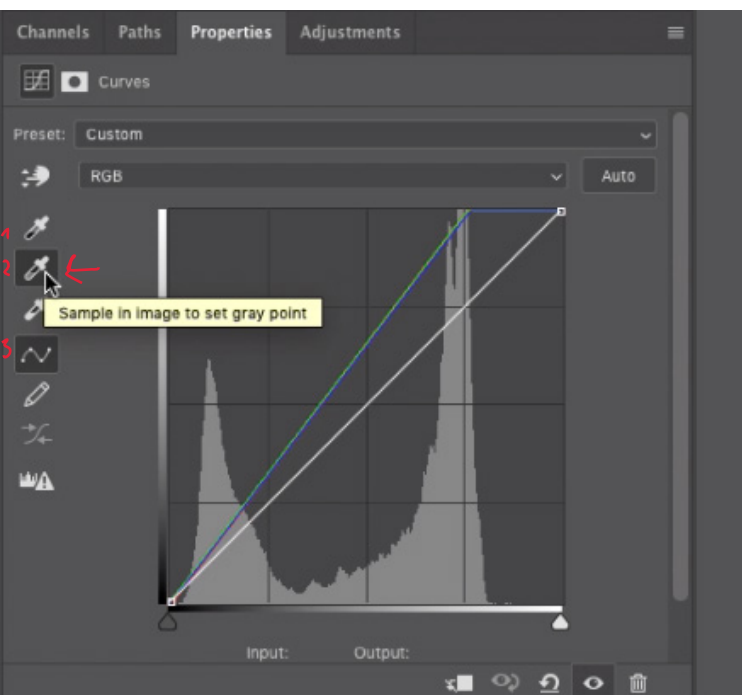 Channels Paths Properties Adjustments
Curves
Preset: Custom
RGB Auto
1
2
Sample in image to set gray point
3
Input: Output: